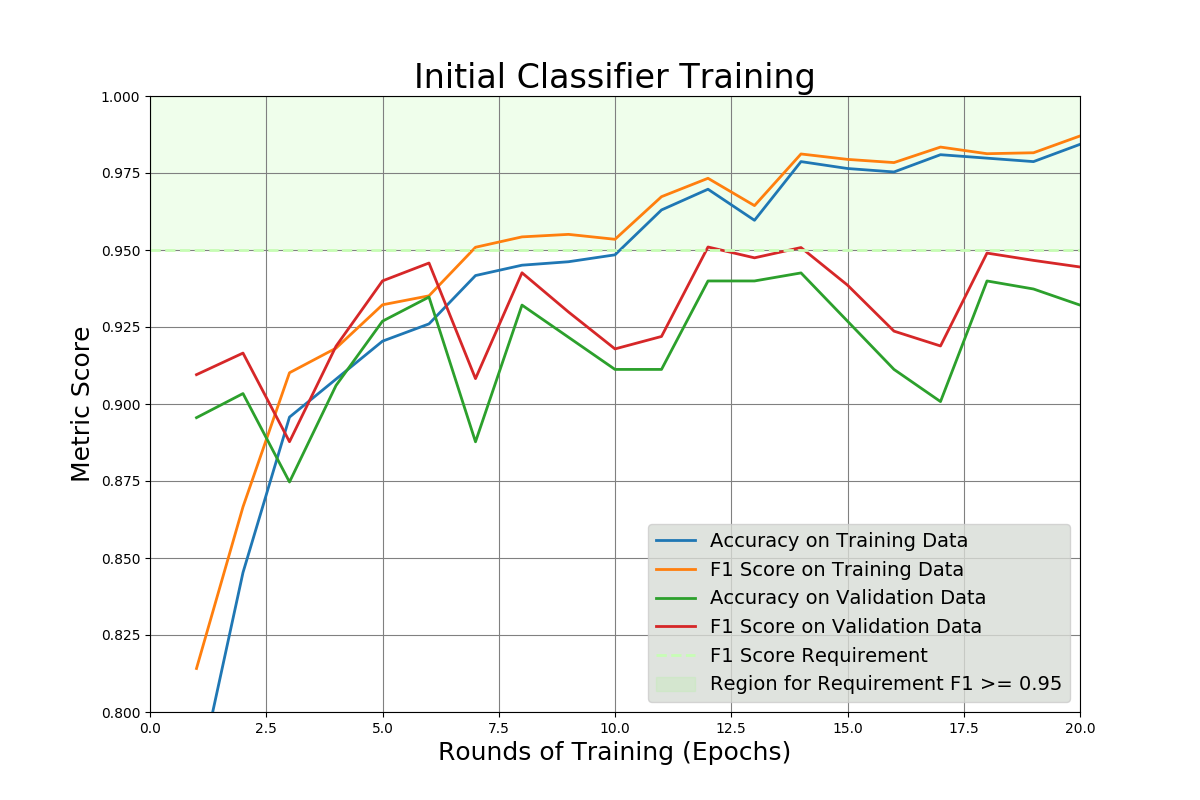 Initial Classifier Training
Metric Score
1.000
0.975
0.950
0.925
0.900
0.875
0.850
0.825
0.800
Accuracy on Training Data
F1 Score on Training Data
Accuracy on Validation Data
F1 Score on Validation Data
F1 Score Requirement
Region for Requirement F1 >= 0.95
0.0 2.5 5.0 7.5 10.0 12.5 15.0 17.5 20.0
Rounds of Training (Epochs)